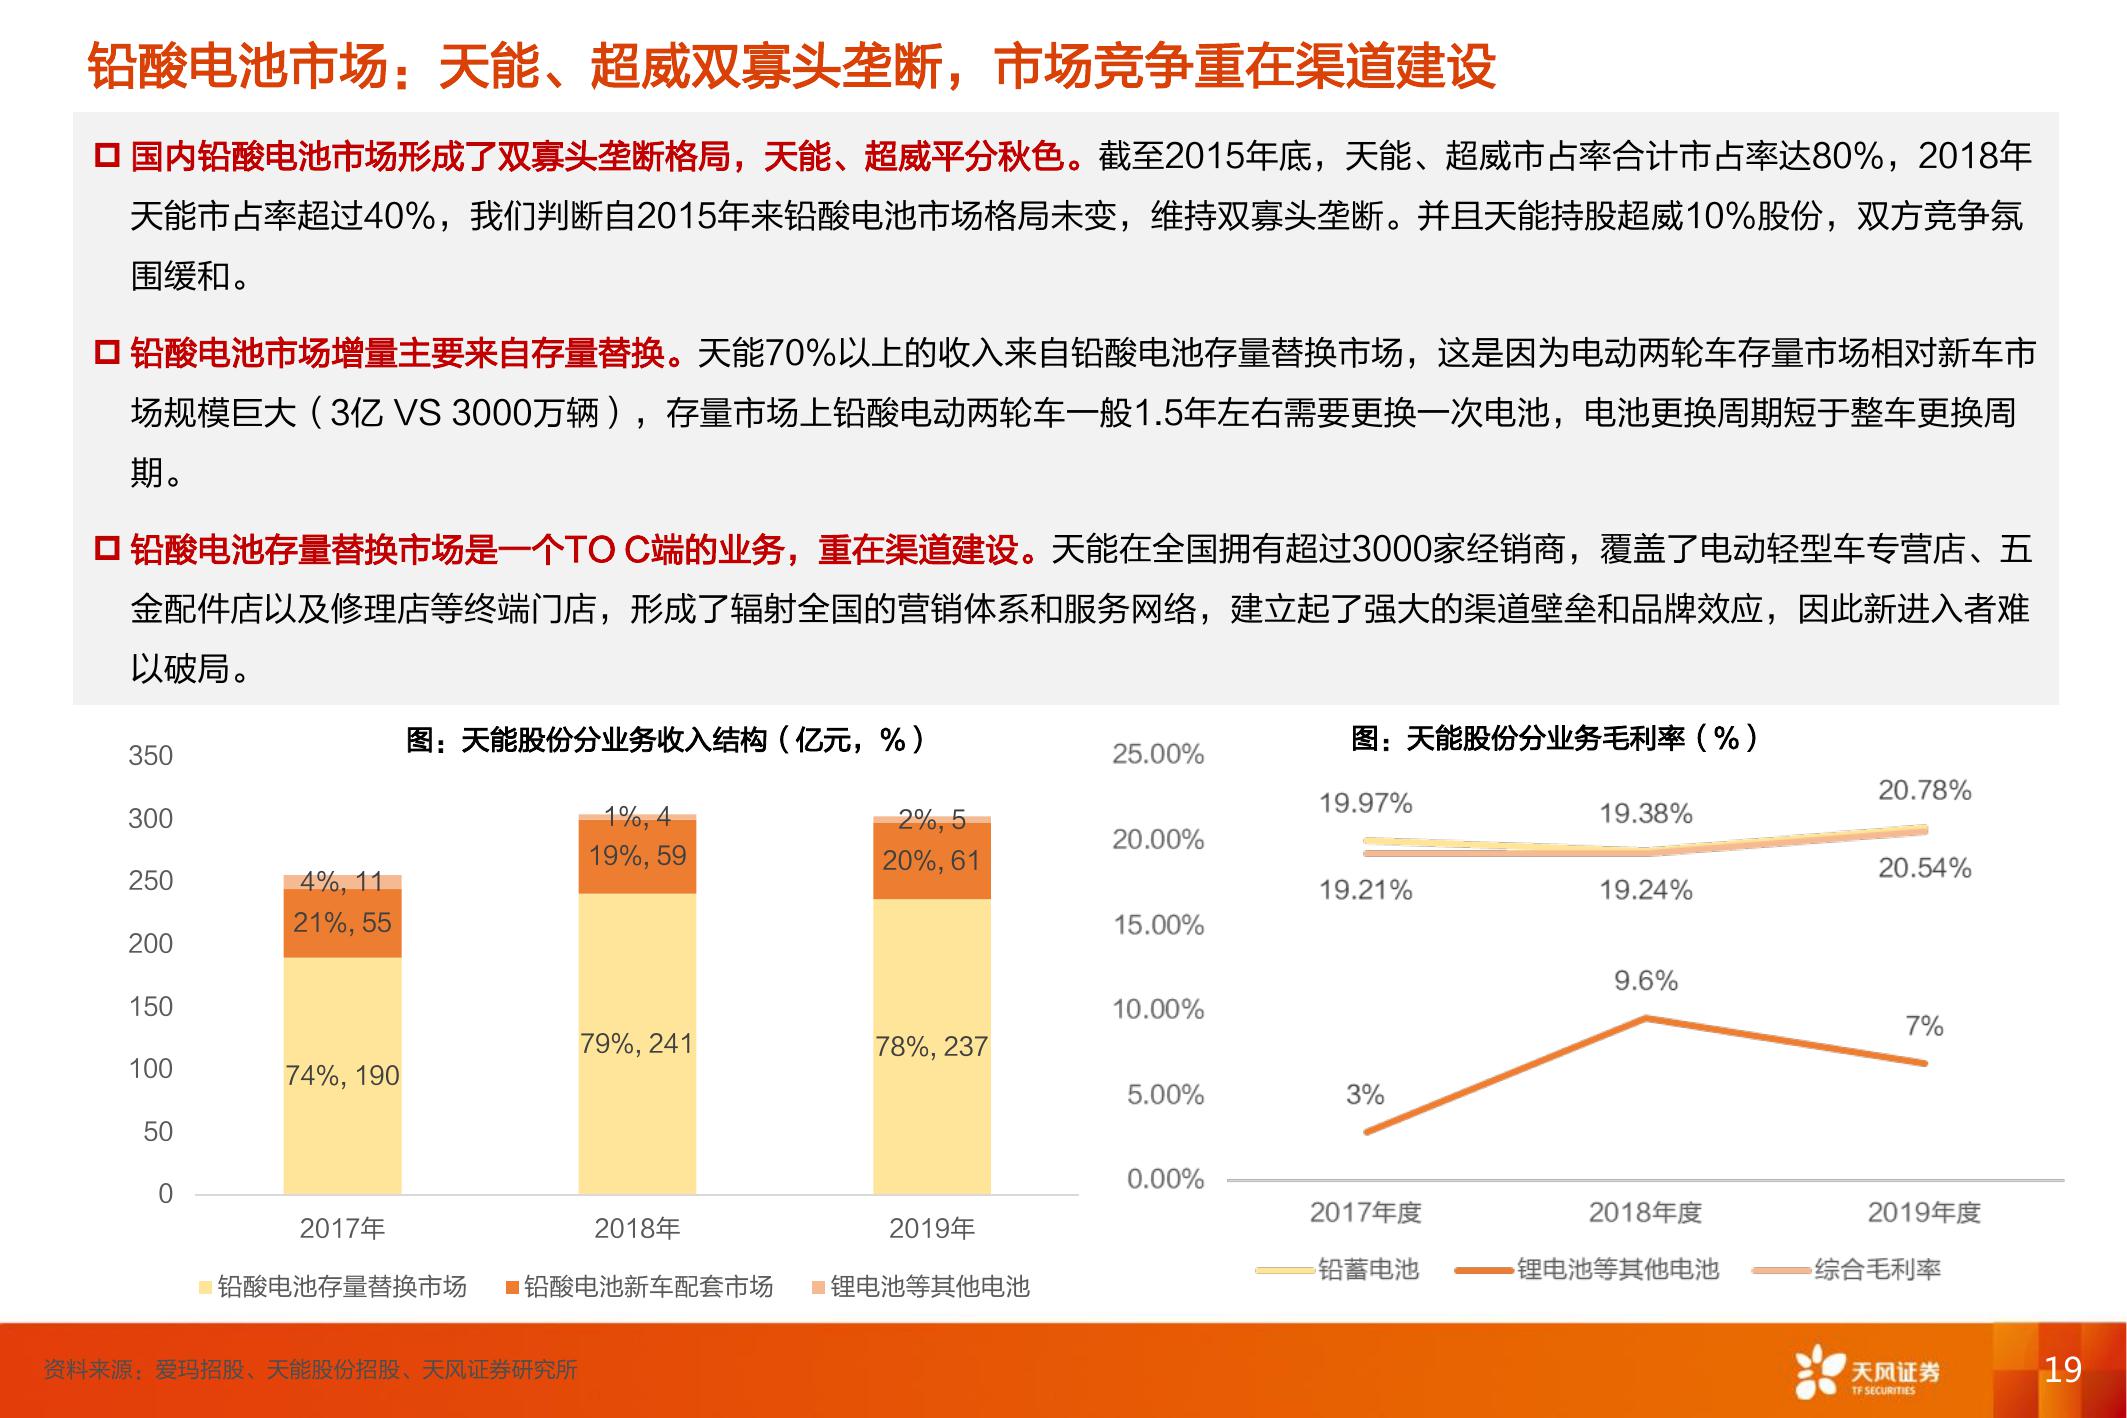 铅酸电池市场：天能、超威双寡头垄断，市场竞争重在渠道建设
国内铅酸电池市场形成了双寡头垄断格局，天能、超威平分秋色。截至2015年底，天能、超威市占率合计市占率达80%，2018年
天能市占率超过40%，我们判断自2015年来铅酸电池市场格局未变，维持双寡头垄断。并且天能持股超威10%股份，双方竞争氛
围缓和。
铅酸电池市场增量主要来自存量替换。天能70%以上的收入来自铅酸电池存量替换市场，这是因为电动两轮车存量市场相对新车市
场规模巨大（3亿 VS 3000万辆），存量市场上铅酸电动两轮车一般1.5年左右需要更换一次电池，电池更换周期短于整车更换周
期。
铅酸电池存量替换市场是一个TO C端的业务，重在渠道建设。天能在全国拥有超过3000家经销商，覆盖了电动轻型车专营店、五
金配件店以及修理店等终端门店，形成了辐射全国的营销体系和服务网络，建立起了强大的渠道壁垒和品牌效应，因此新进入者难
以破局。
图：天能股份分业务收入结构（亿元，%）
350
300
250
200
150
100
50
0
4%, 11
21%, 55
74%, 190
1%, 4
19%, 59
79%, 241
2%, 5
20%, 61
78%, 237
2017年
2018年
2019年
铅酸电池存量替换市场
铅酸电池新车配套市场
锂电池等其他电池
图：天能股份分业务毛利率（%）
25.00%
20.00%
15.00%
10.00%
5.00%
0.00%
19.97%
19.38%
20.78%
19.21%
19.24%
20.54%
3%
9.6%
7%
2017年度
2018年度
2019年度
铅蓄电池
锂电池等其他电池
综合毛利率
资料来源：爱玛招股、天能股份招股、天风证券研究所
天风证券
TF SECURITIES
19